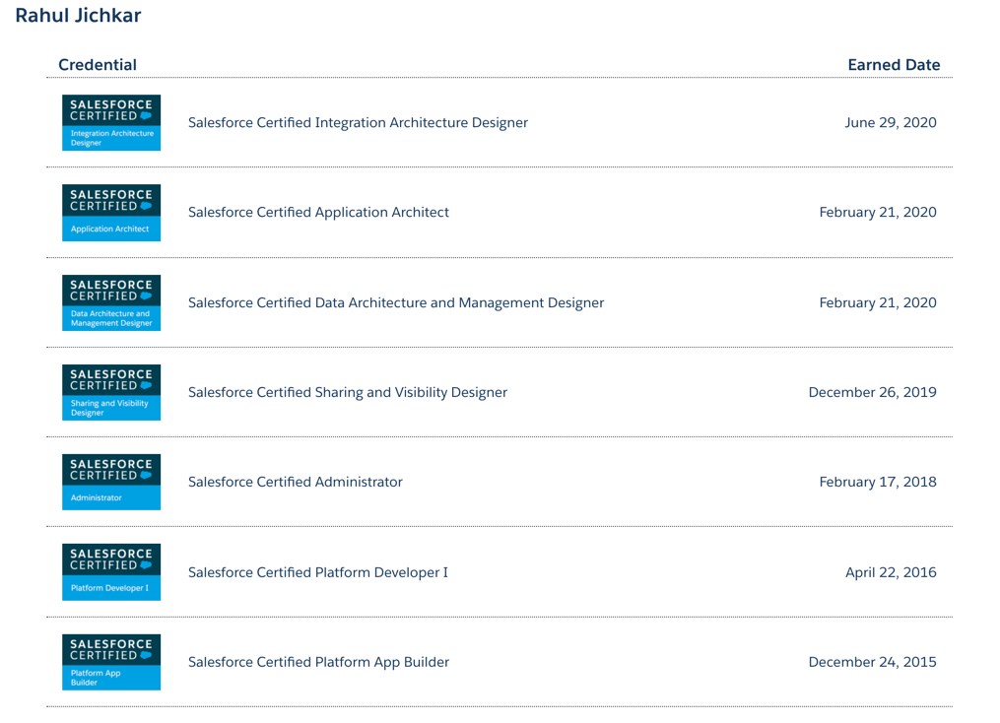 Rahul Jichkar
Credential Earned Date
SALESFORCE
CERTIFIED
Integration Architecture
Designer
Salesforce Certified Integration Architecture Designer June 29, 2020
SALESFORCE
CERTIFIED
Application Architect
Salesforce Certified Application Architect February 21, 2020
SALESFORCE
CERTIFIED
Data Architecture and
Management Designer
Salesforce Certified Data Architecture and Management Designer February 21, 2020
SALESFORCE
CERTIFIED
Sharing and Visibility
Designer
Salesforce Certified Sharing and Visibility Designer December 26, 2019
SALESFORCE
CERTIFIED
Administrator
Salesforce Certified Administrator February 17, 2018
SALESFORCE
CERTIFIED
Platform Developer I
Salesforce Certified Platform Developer I April 22, 2016
SALESFORCE
CERTIFIED
Platform App
Builder
Salesforce Certified Platform App Builder December 24, 2015